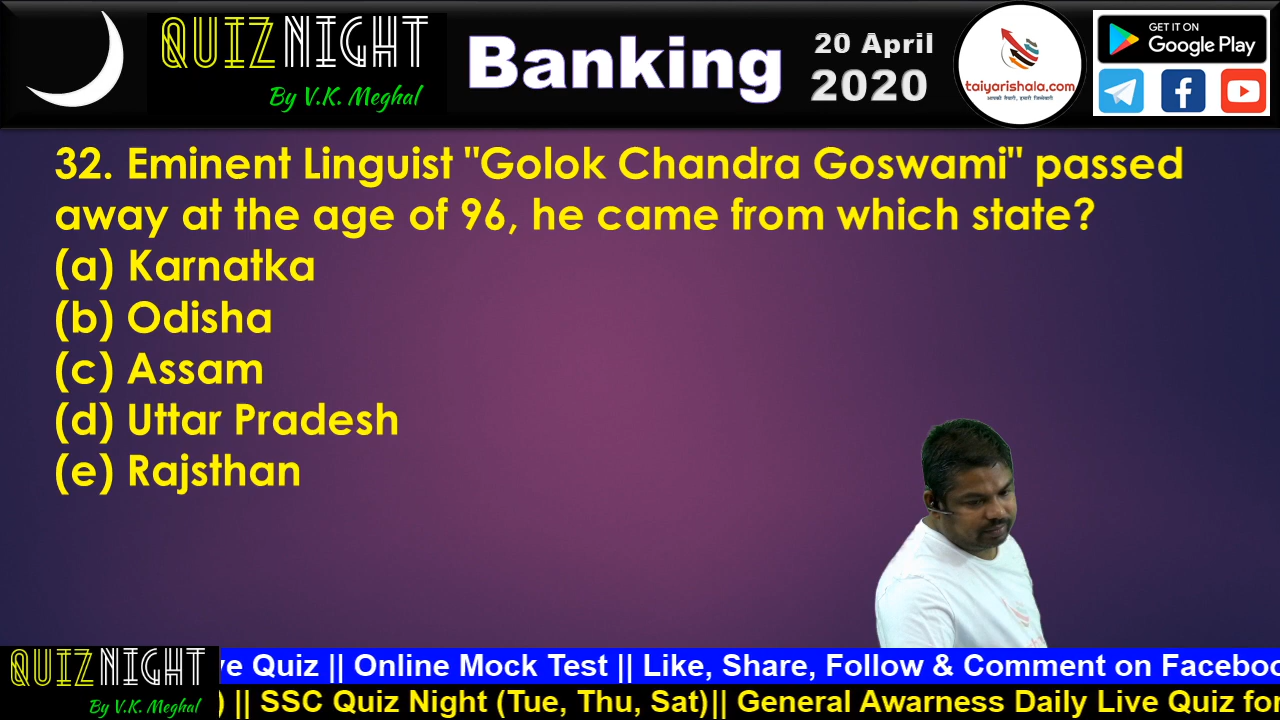 QUIZ NIGHT
By V.K. Meghal
Banking
20 April
2020
taiyarishala.com
आपकी तैयारी, हमारी जिम्मेदारी
GET IT ON
Google Play
32. Eminent Linguist "Golok Chandra Goswami" passed
away at the age of 96, he came from which state?
(a) Karnatka
(b) Odisha
(c) Assam
(d) Uttar Pradesh
(e) Rajsthan
QUIZ NIGHT
By V.K. Meghal
ve Quiz || Online Mock Test || Like, Share, Follow & Comment on Faceboo
) || SSC Quiz Night (Tue, Thu, Sat)|| General Awarness Daily Live Quiz for